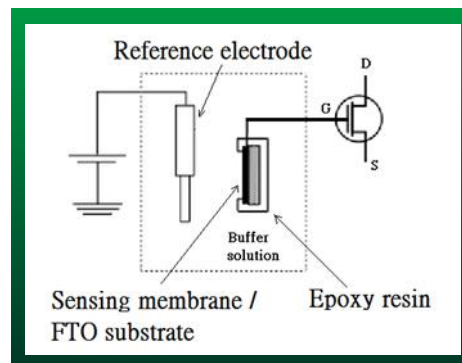 Reference electrode
D
G
S
Buffer
solution
Sensing membrane /
FTO substrate
Epoxy resin